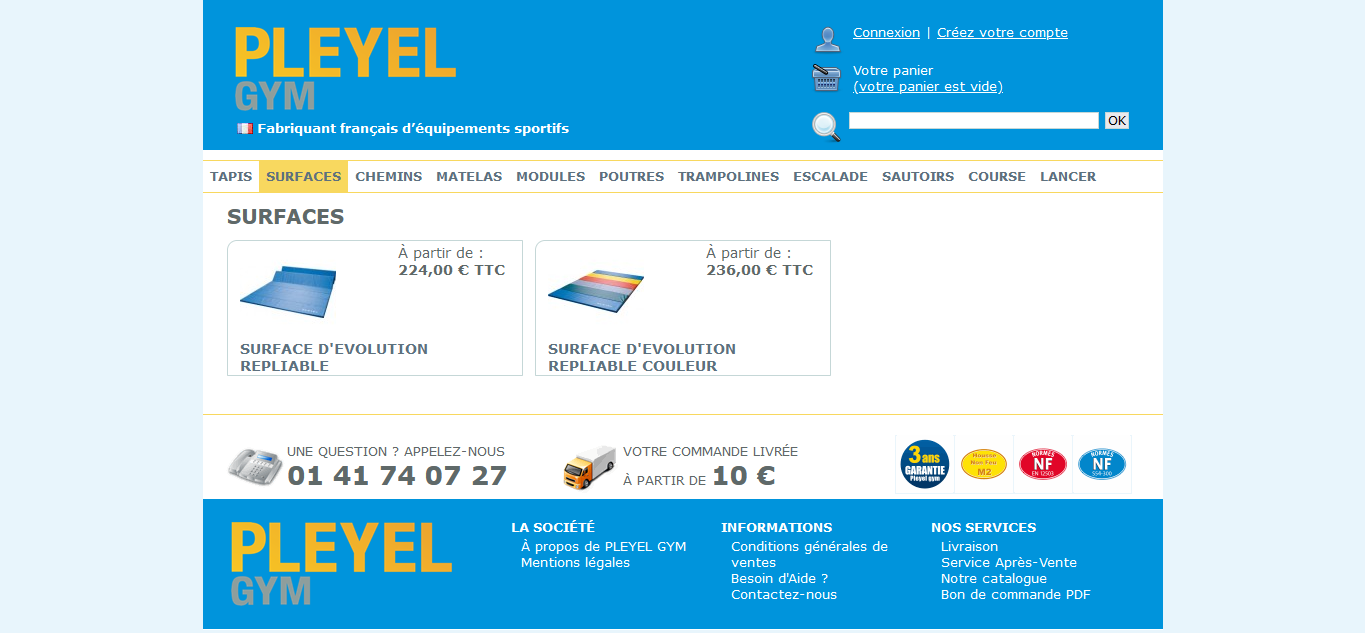 PLEYEL
GYM
Fabriquant français d’équipements sportifs
Connexion | Créez votre compte
Votre panier
(votre panier est vide)
OK
TAPIS SURFACES CHEMINS MATELAS MODULES POUTRES TRAMPOLINES ESCALADE SAUTOIRS COURSE LANCER
SURFACES
À partir de :
224,00 € TTC
SURFACE D'EVOLUTION
REPLIABLE
À partir de :
236,00 € TTC
SURFACE D'EVOLUTION
REPLIABLE COULEUR
UNE QUESTION ? APPELEZ-NOUS
01 41 74 07 27
VOTRE COMMANDE LIVRÉE
À PARTIR DE 10 €
3 ans
GARANTIE
Pleyel gym
Housse
Non Feu
M2
NORMES
NF
EN 12503
NORMES
NF
S54-300
PLEYEL
GYM
LA SOCIÉTÉ
À propos de PLEYEL GYM
Mentions légales
INFORMATIONS
Conditions générales de
ventes
Besoin d'Aide ?
Contactez-nous
NOS SERVICES
Livraison
Service Après-Vente
Notre catalogue
Bon de commande PDF